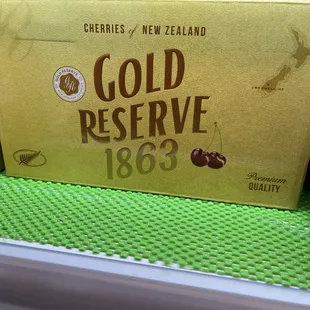 CHERRIES of NEW ZEALAND
GOLD
RESERVE
1863
Premium
QUALITY